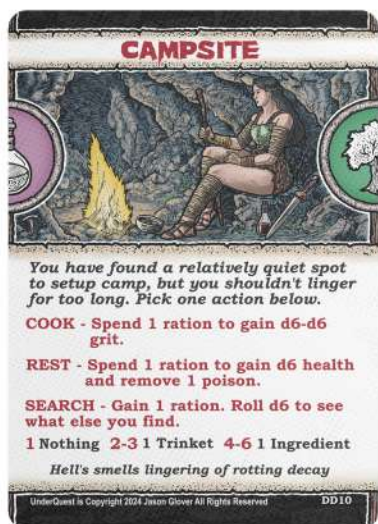 CAMPSITE
You have found a relatively quiet spot
to setup camp, but you shouldn't linger
for too long. Pick one action below.
COOK - Spend 1 ration to gain d6-d6
grit.
REST - Spend 1 ration to gain d6 health
and remove 1 poison.
SEARCH - Gain 1 ration. Roll d6 to see
what else you find.
1 Nothing 2-3 1 Trinket 4-6 1 Ingredient
Hell's smells lingering of rotting decay
UnderQuest is Copyright 2024 Jason Glover All Rights Reserved DD10